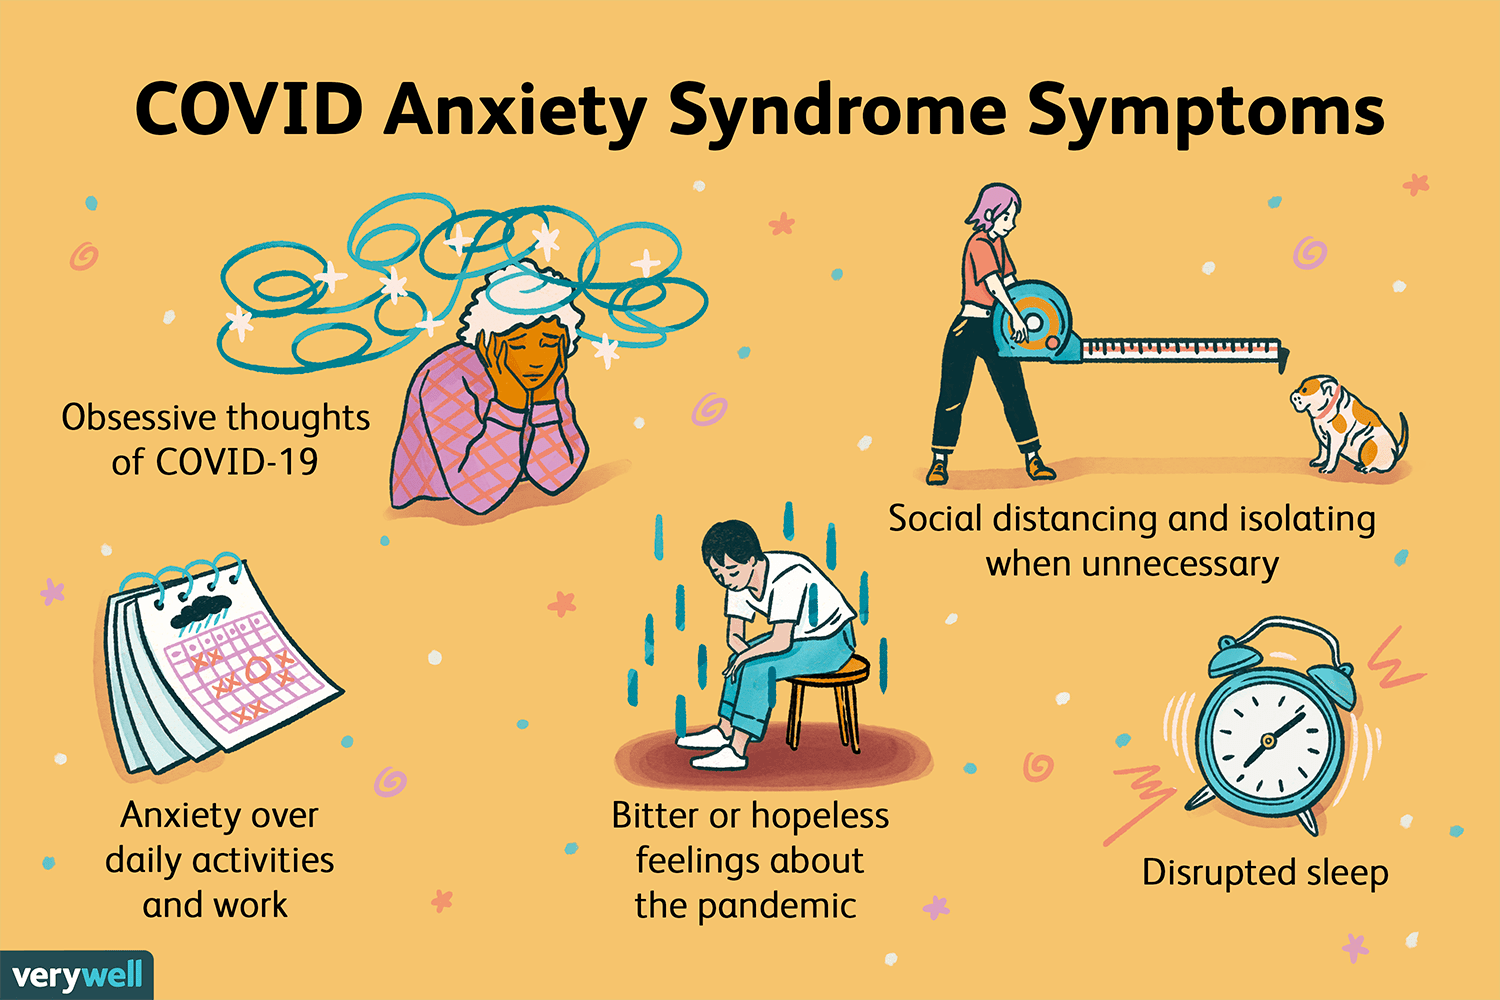 COVID Anxiety Syndrome Symptoms
Obsessive thoughts
of COVID-19
Social distancing and isolating
when unnecessary
Anxiety over
daily activities
and work
Bitter or hopeless
feelings about
the pandemic
Disrupted sleep
verywell